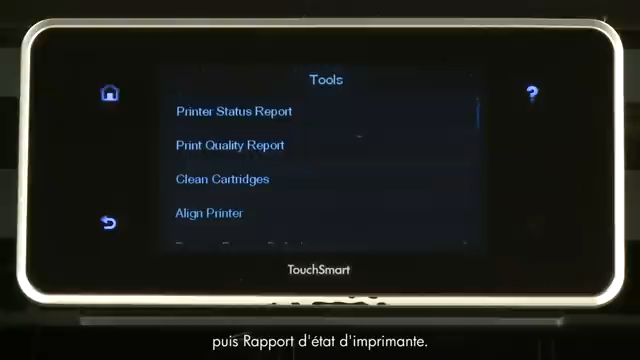 Tools
Printer Status Report
Print Quality Report
Clean Cartridges
Align Printer
TouchSmart
puis Rapport d'état d'imprimante.